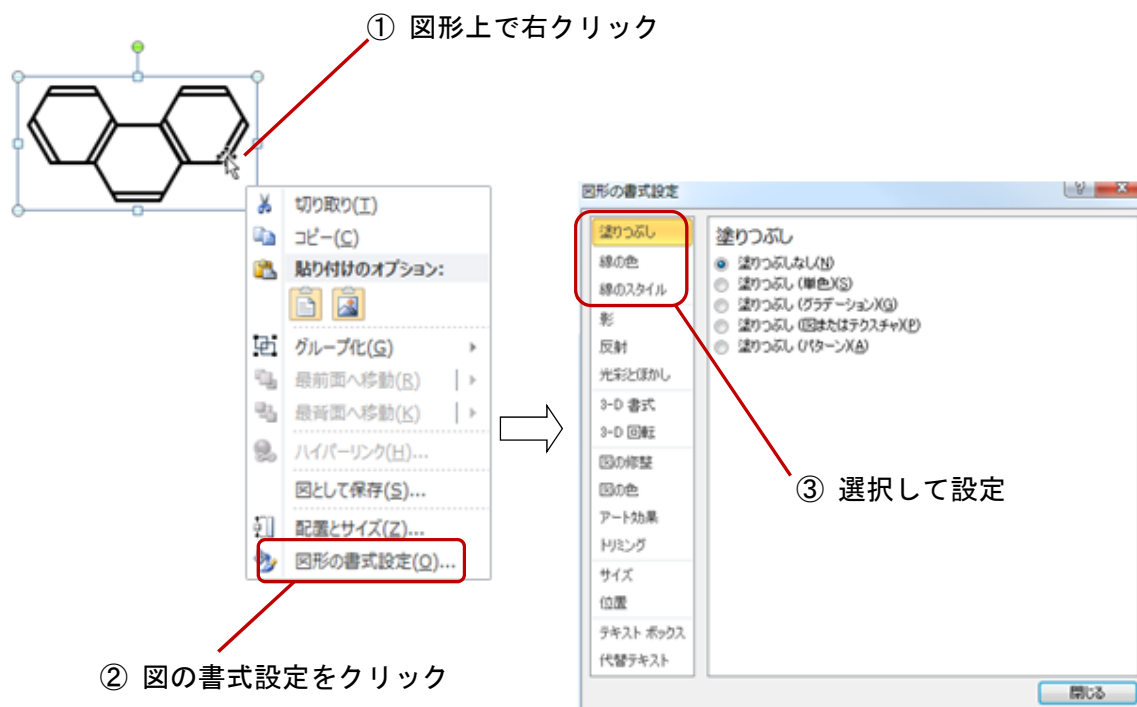 ① 図形上で右クリック
切り取り(T)
コピー(C)
貼り付けのオプション:
グループ化(G)
最前面へ移動(R)
最背面へ移動(K)
ハイパーリンク(H)...
図として保存(S)...
配置とサイズ(Z)...
図形の書式設定(O)...
② 図の書式設定をクリック
図形の書式設定
塗りつぶし
線の色
線のスタイル
影
反射
光彩とぼかし
3-D 書式
3-D 回転
図の修整
図の色
アート効果
トリミング
サイズ
位置
テキスト ボックス
代替テキスト
塗りつぶし
塗りつぶしなし(N)
塗りつぶし (単色)(S)
塗りつぶし (グラデーション)(G)
塗りつぶし (図またはテクスチャ)(P)
塗りつぶし (パターン)(A)
③ 選択して設定
閉じる